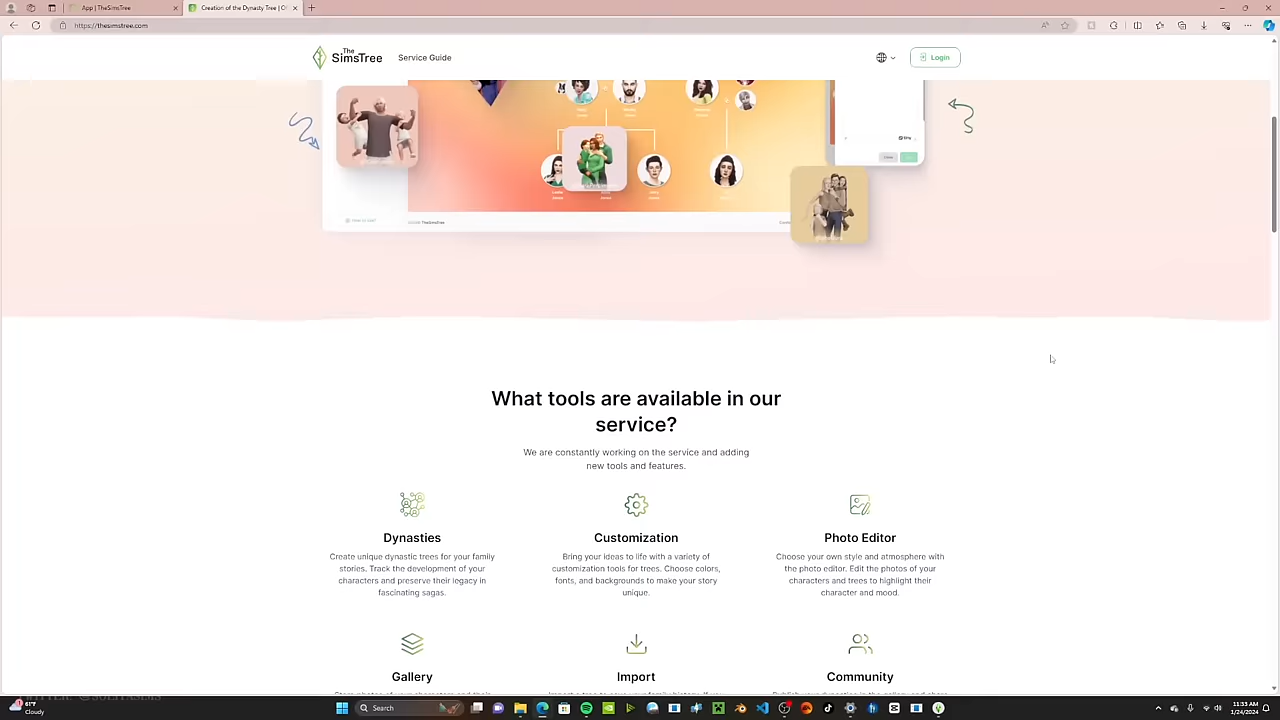 App | TheSimsTree
Creation of the Dynasty Tree | O
https://thesimstree.com
The
SimsTree
Service Guide
Login
What tools are available in our
service?
We are constantly working on the service and adding
new tools and features.
Dynasties
Customization
Photo Editor
Create unique dynastic trees for your family
stories. Track the development of your
characters and preserve their legacy in
fascinating sagas.
Bring your ideas to life with a variety of
customization tools for trees. Choose colors,
fonts, and backgrounds to make your story
unique.
Choose your own style and atmosphere with
the photo editor. Edit the photos of your
characters and trees to highlight their
character and mood.
Gallery
Import
Community
61°F
Cloudy
Search
11:33 AM
1/24/2024